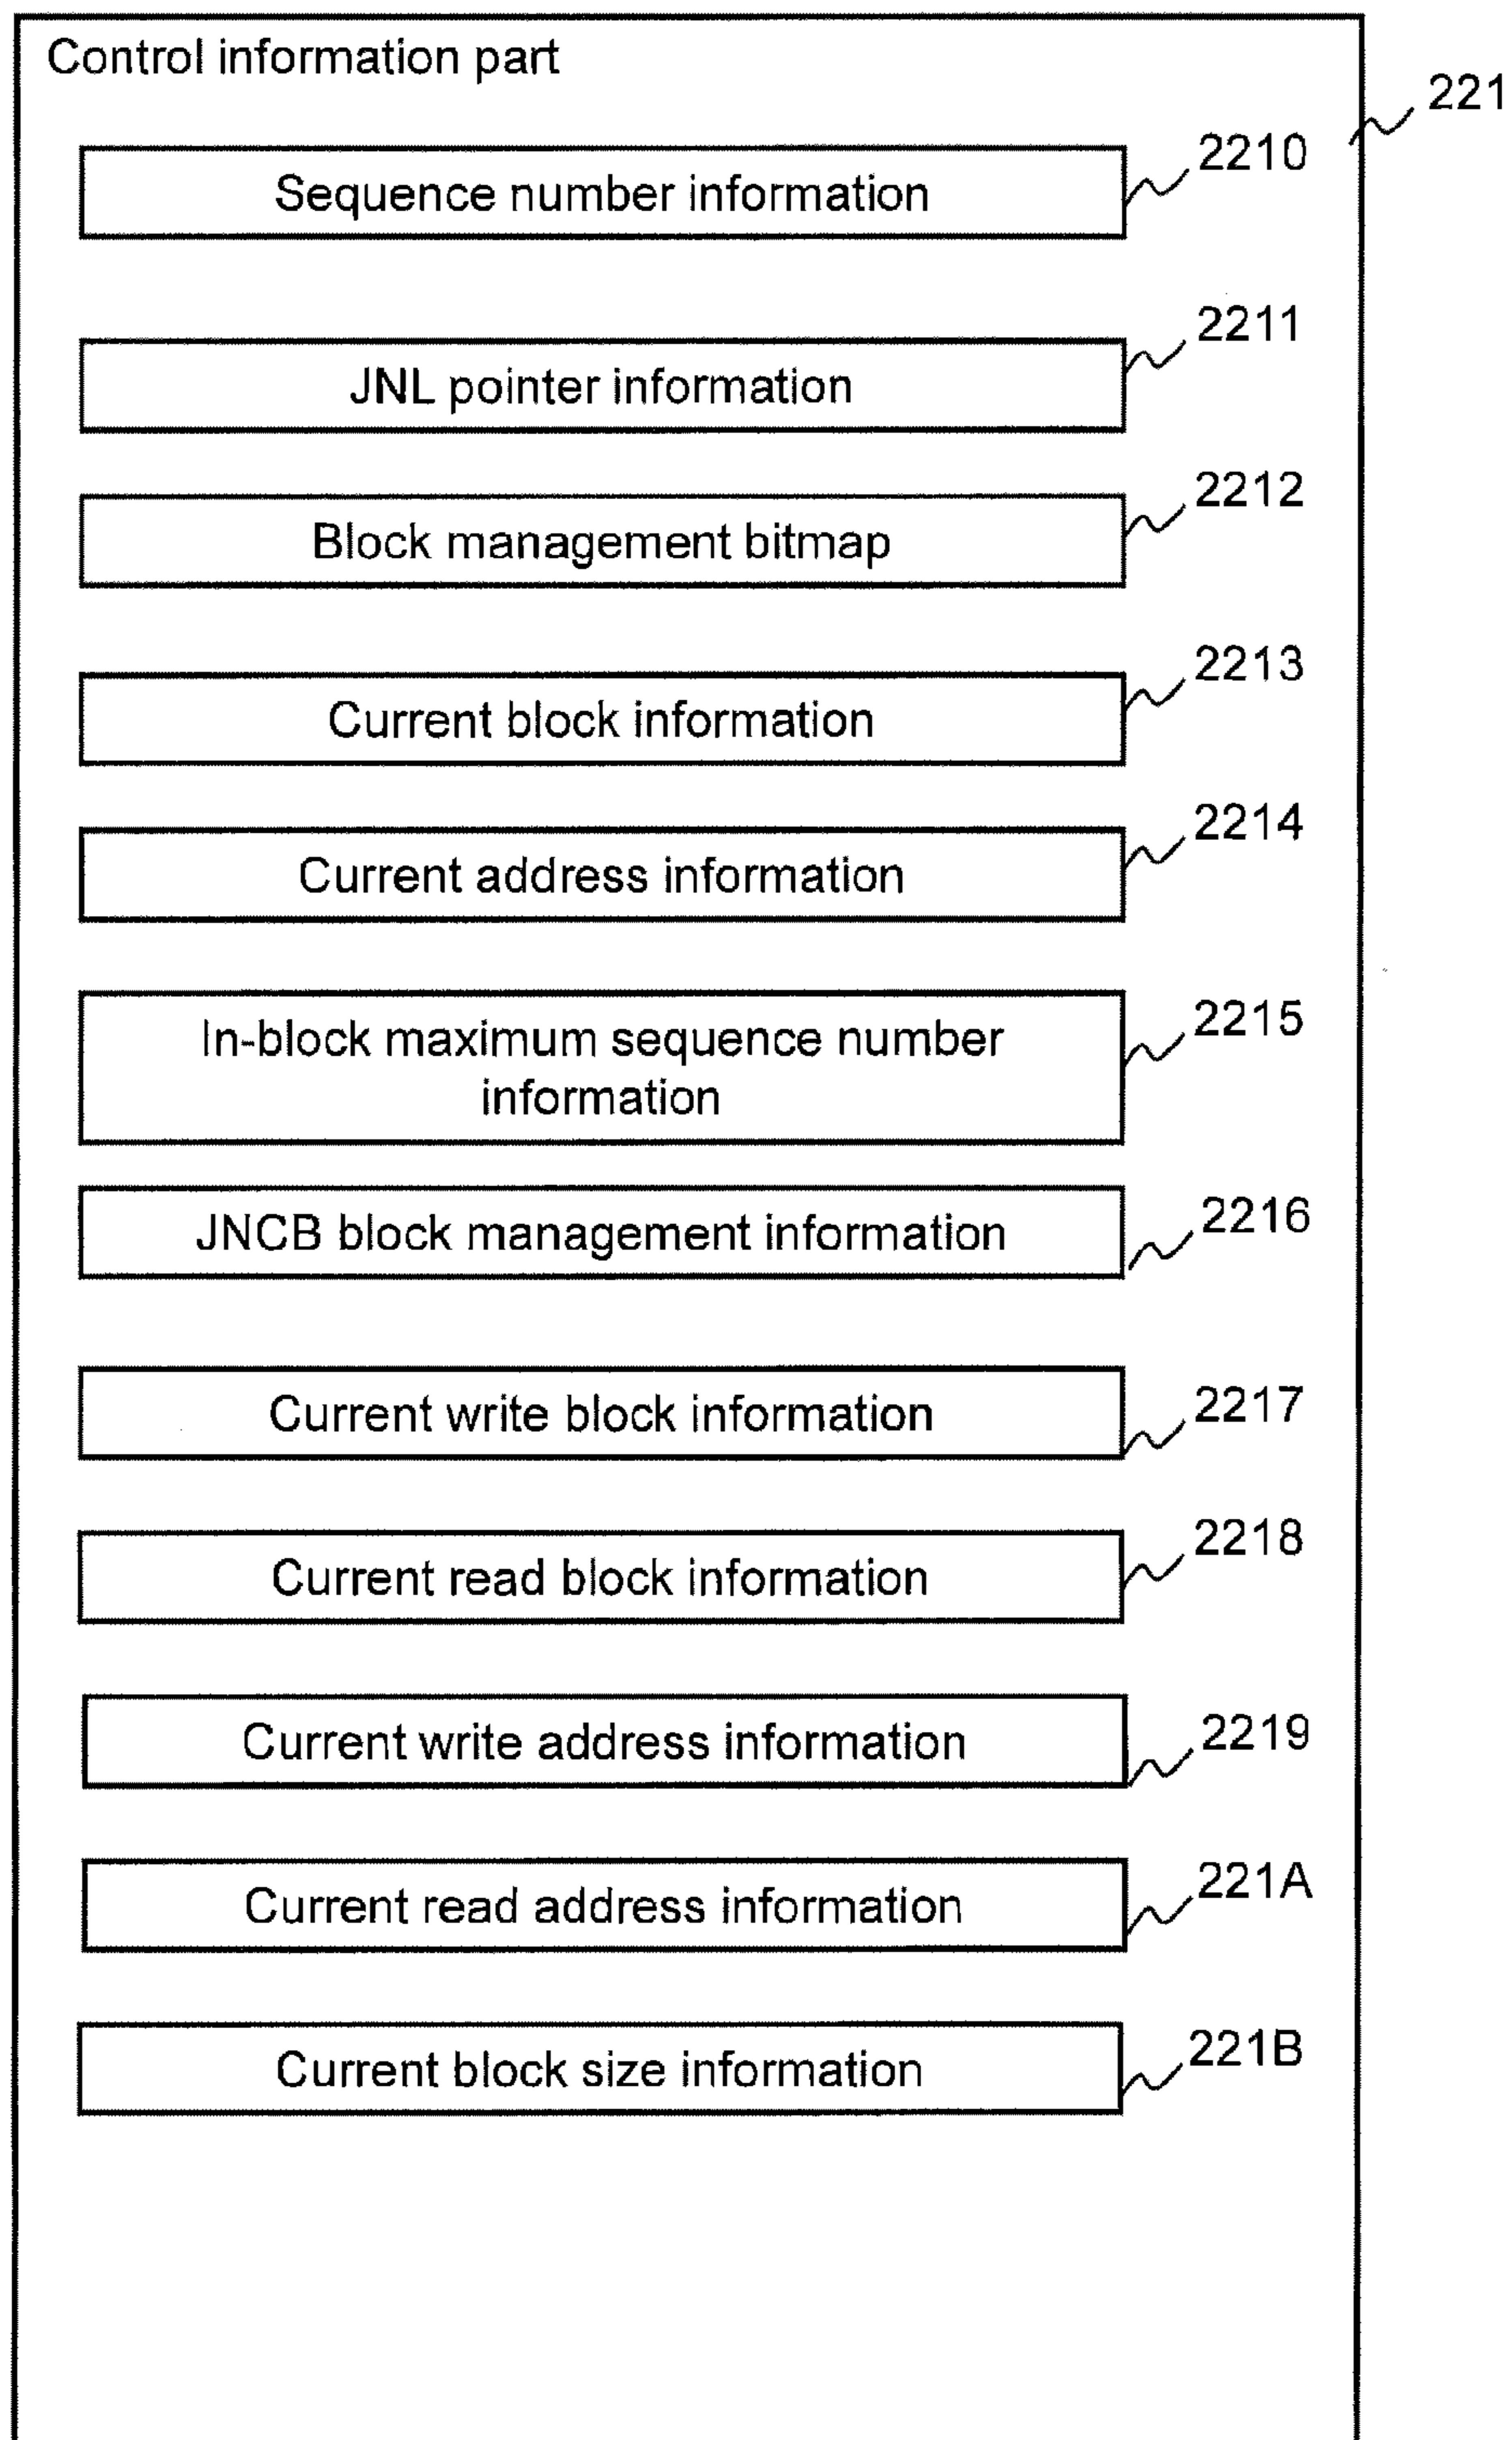 Control information part
221
2210
Sequence number information
2211
JNL pointer information
2212
Block management bitmap
2213
Current block information
2214
Current address information
2215
In-block maximum sequence number
information
2216
JNCB block management information
2217
Current write block information
2218
Current read block information
2219
Current write address information
221A
Current read address information
221B
Current block size information